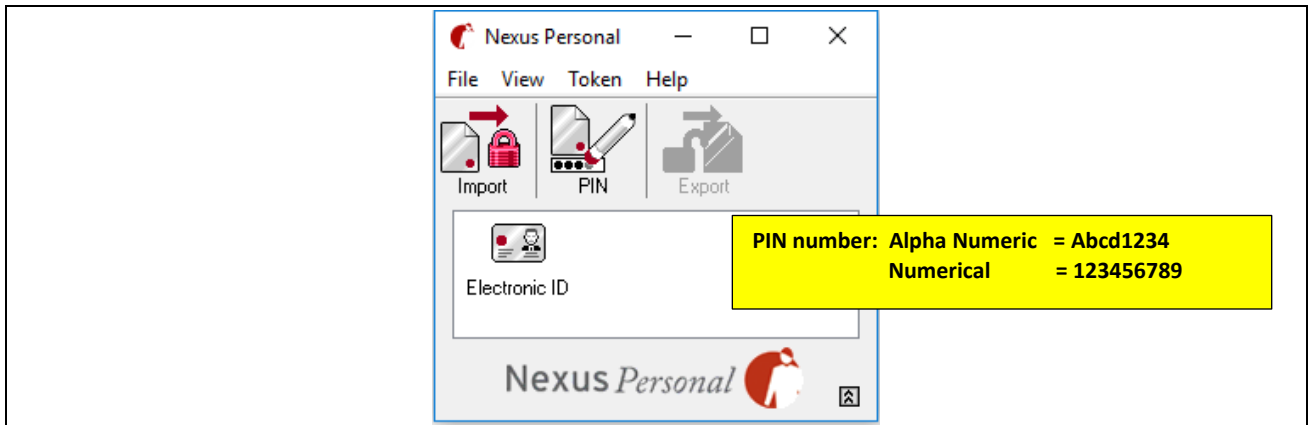 Nexus Personal
File View Token Help
Import PIN Export
PIN number: Alpha Numeric = Abcd1234
Numerical = 123456789
Electronic ID
Nexus Personal